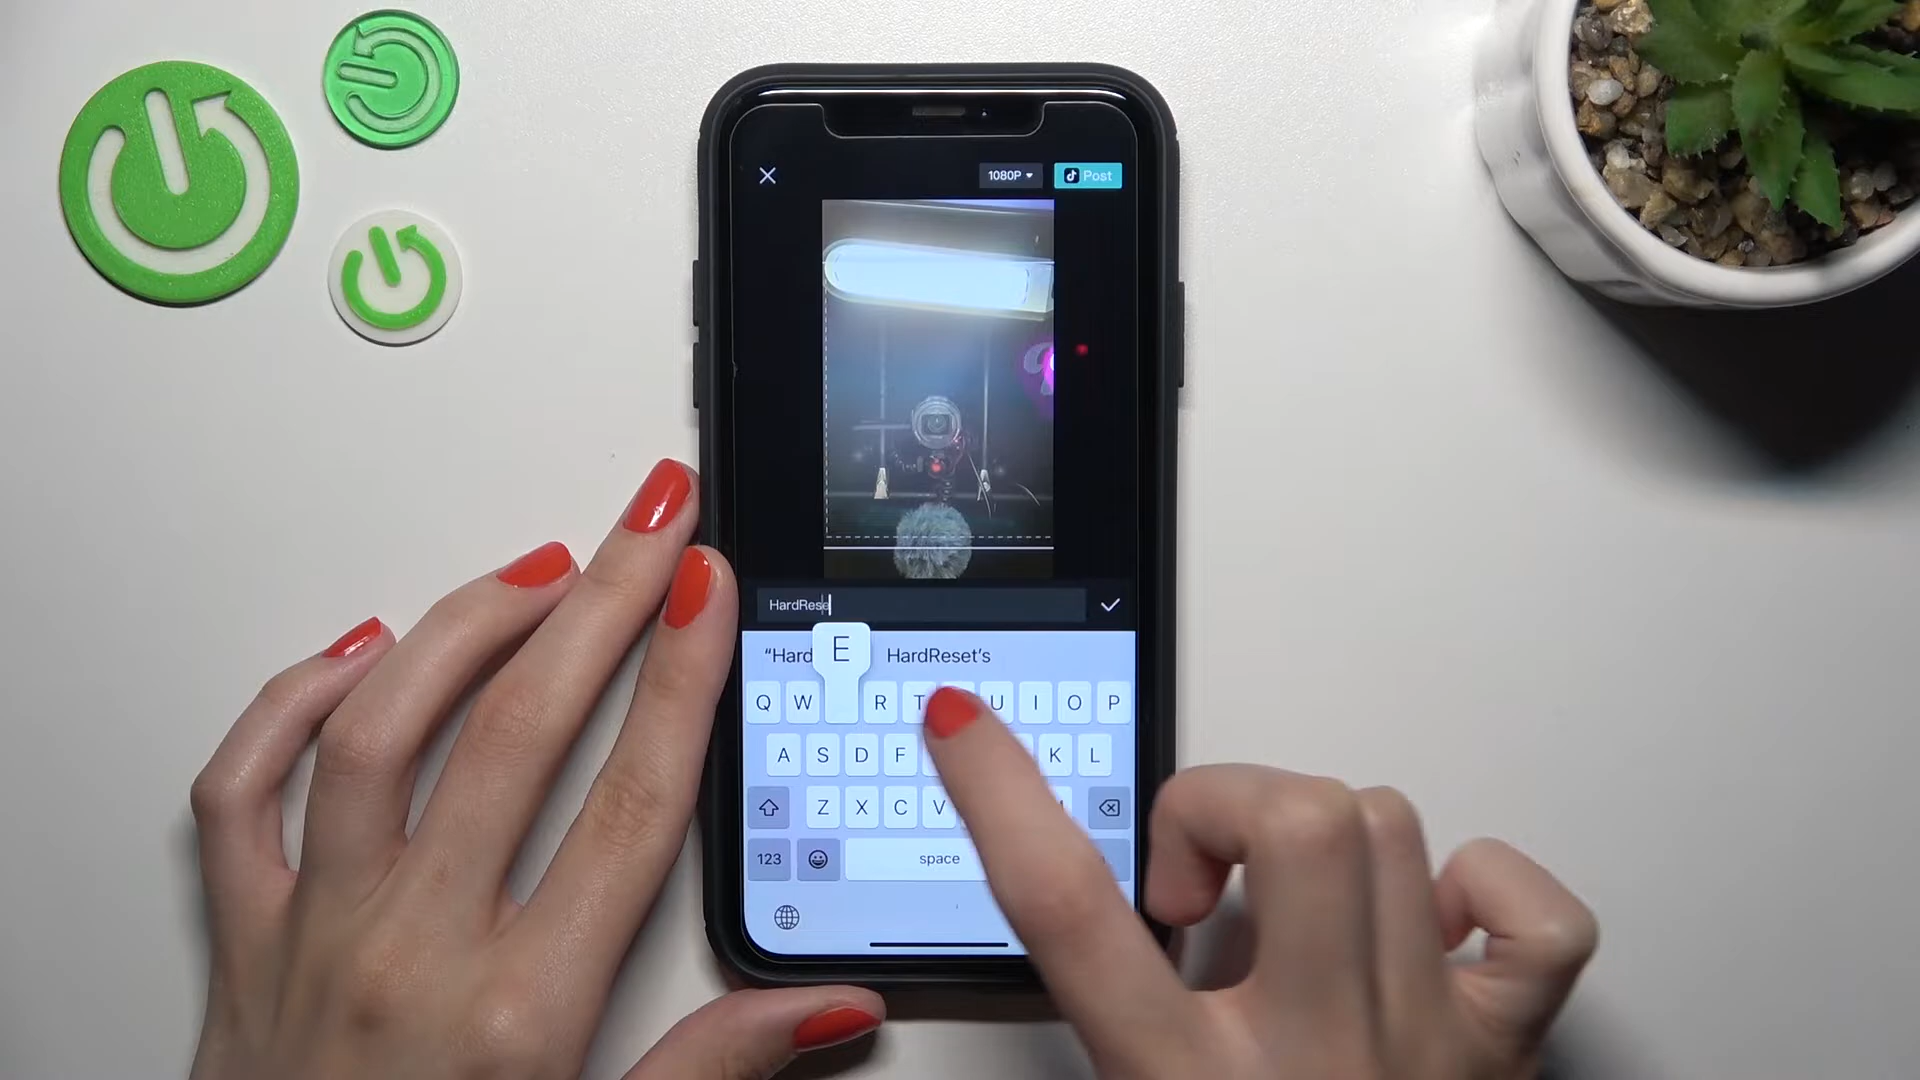 1080P Post
HardRese
"Hard E HardReset's
Q W R T U I O P
A S D F K L
Z X C V
123 space